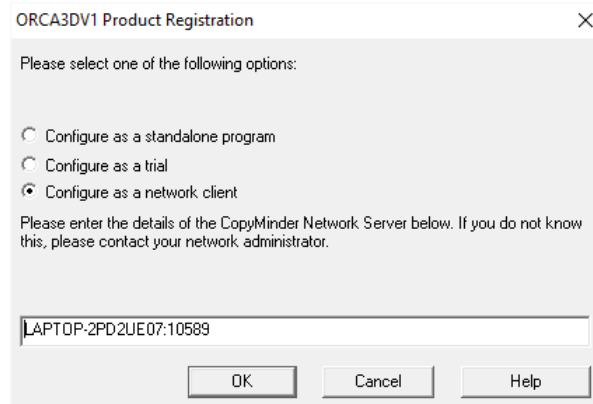 ORCA3DV1 Product Registration
Please select one of the following options:
Configure as a standalone program
Configure as a trial
Configure as a network client
Please enter the details of the CopyMinder Network Server below. If you do not know
this, please contact your network administrator.
LAPTOP-2PD2UE07:10589
OK Cancel Help